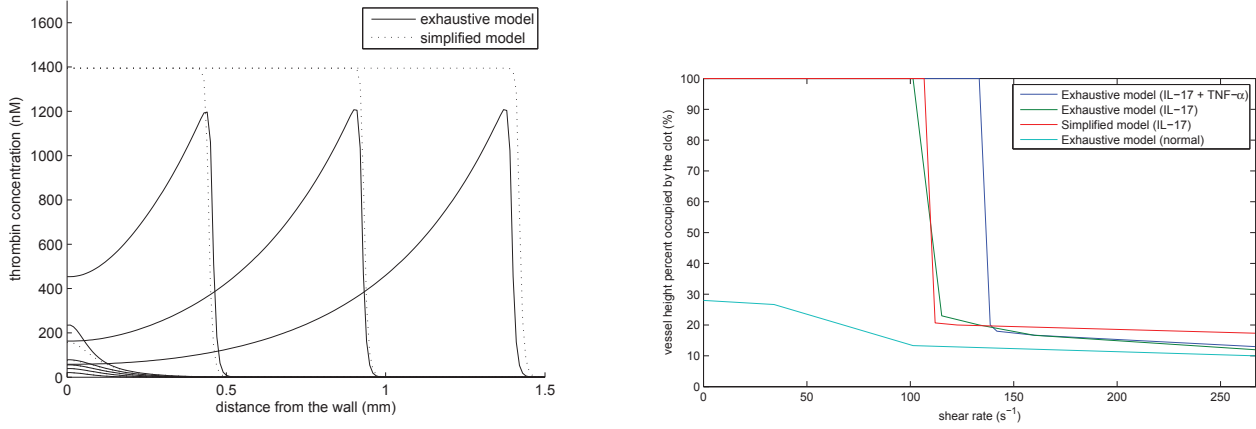 1600
1400
1200
1000
800
600
400
200
0
thrombin concentration (nM)
exhaustive model
simplified model
0 0.5 1 1.5
distance from the wall (mm)
100
90
80
70
60
50
40
30
20
10
0
vessel height percent occupied by the clot (%)
Exhaustive model (IL−17 + TNF−α)
Exhaustive model (IL−17)
Simplified model (IL−17)
Exhaustive model (normal)
0 50 100 150 200 250
shear rate (s⁻¹)